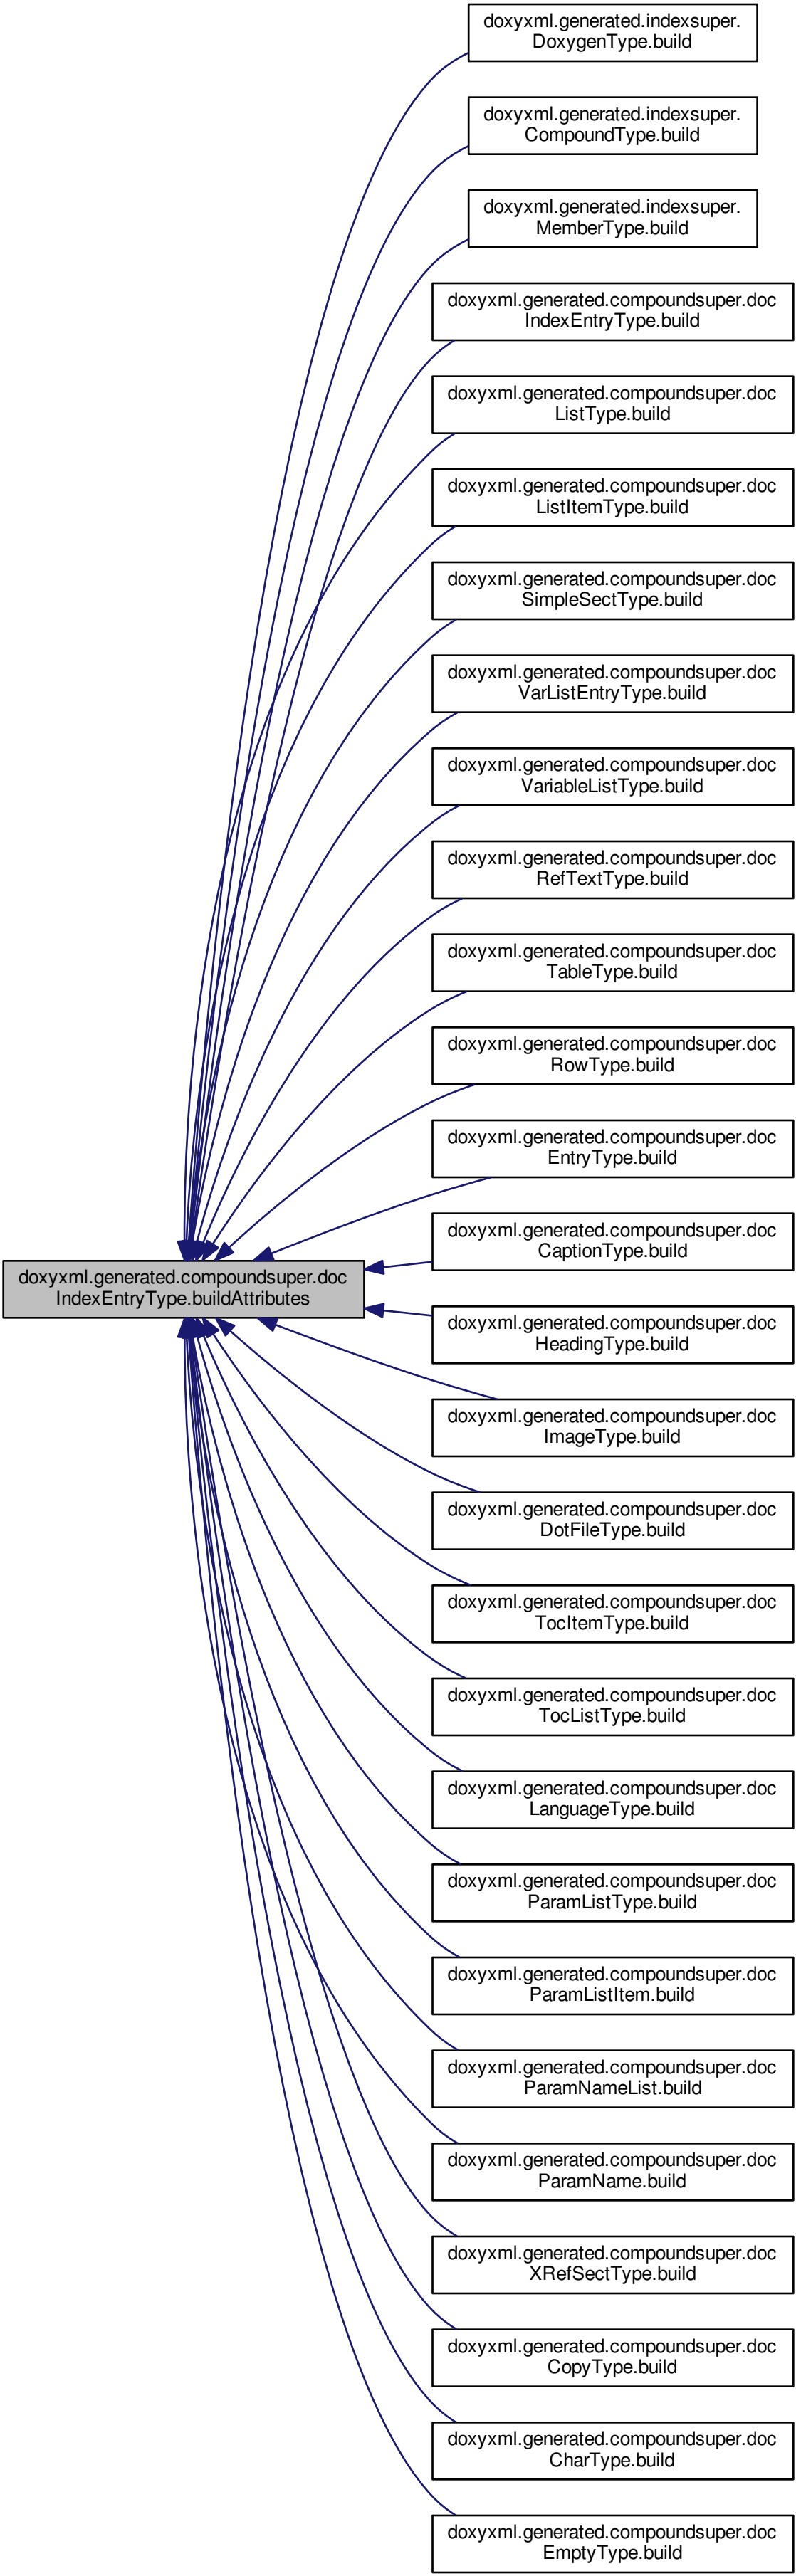 doxyxml.generated.indexsuper.
DoxygenType.build
doxyxml.generated.indexsuper.
CompoundType.build
doxyxml.generated.indexsuper.
MemberType.build
doxyxml.generated.compoundsuper.doc
IndexEntryType.build
doxyxml.generated.compoundsuper.doc
ListType.build
doxyxml.generated.compoundsuper.doc
ListItemType.build
doxyxml.generated.compoundsuper.doc
SimpleSectType.build
doxyxml.generated.compoundsuper.doc
VarListEntryType.build
doxyxml.generated.compoundsuper.doc
VariableListType.build
doxyxml.generated.compoundsuper.doc
RefTextType.build
doxyxml.generated.compoundsuper.doc
TableType.build
doxyxml.generated.compoundsuper.doc
RowType.build
doxyxml.generated.compoundsuper.doc
EntryType.build
doxyxml.generated.compoundsuper.doc
CaptionType.build
doxyxml.generated.compoundsuper.doc
IndexEntryType.buildAttributes
doxyxml.generated.compoundsuper.doc
HeadingType.build
doxyxml.generated.compoundsuper.doc
ImageType.build
doxyxml.generated.compoundsuper.doc
DotFileType.build
doxyxml.generated.compoundsuper.doc
TocItemType.build
doxyxml.generated.compoundsuper.doc
TocListType.build
doxyxml.generated.compoundsuper.doc
LanguageType.build
doxyxml.generated.compoundsuper.doc
ParamListType.build
doxyxml.generated.compoundsuper.doc
ParamListItem.build
doxyxml.generated.compoundsuper.doc
ParamNameList.build
doxyxml.generated.compoundsuper.doc
ParamName.build
doxyxml.generated.compoundsuper.doc
XRefSectType.build
doxyxml.generated.compoundsuper.doc
CopyType.build
doxyxml.generated.compoundsuper.doc
CharType.build
doxyxml.generated.compoundsuper.doc
EmptyType.build